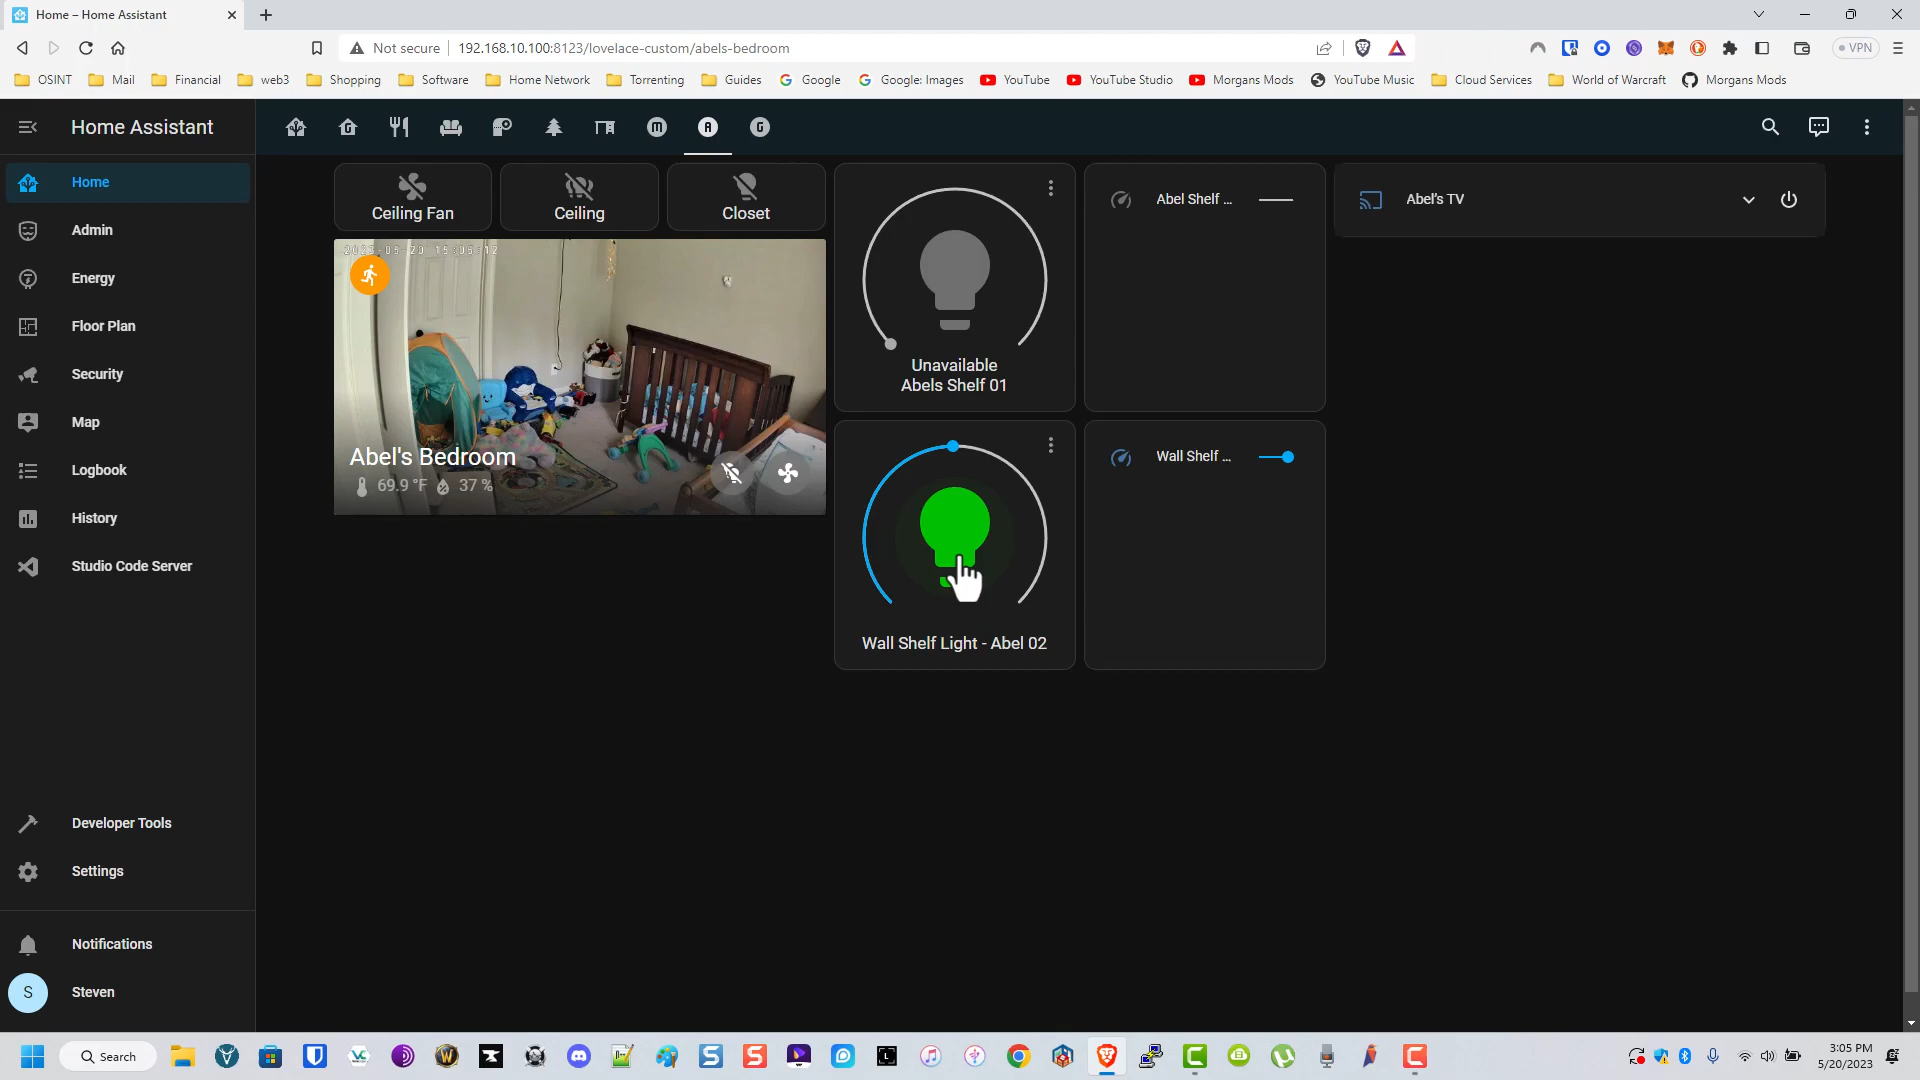 Home – Home Assistant
Not secure
192.168.10.100:8123/lovelace-custom/abels-bedroom
VPN
OSINT
Mail
Financial
web3
Shopping
Software
Home Network
Torrenting
Guides
Google
Google: Images
YouTube
YouTube Studio
Morgans Mods
YouTube Music
Cloud Services
World of Warcraft
Morgans Mods
Home Assistant
G
M
A
G
Home
Admin
Energy
Floor Plan
Security
Map
Logbook
History
Studio Code Server
Developer Tools
Settings
Notifications
S
Steven
Ceiling Fan
Ceiling
Closet
Abel's Bedroom
69.9 °F
37 %
Unavailable
Abels Shelf 01
Abel Shelf ...
Abel's TV
Wall Shelf Light - Abel 02
Wall Shelf ...
Search
3:05 PM
5/20/2023